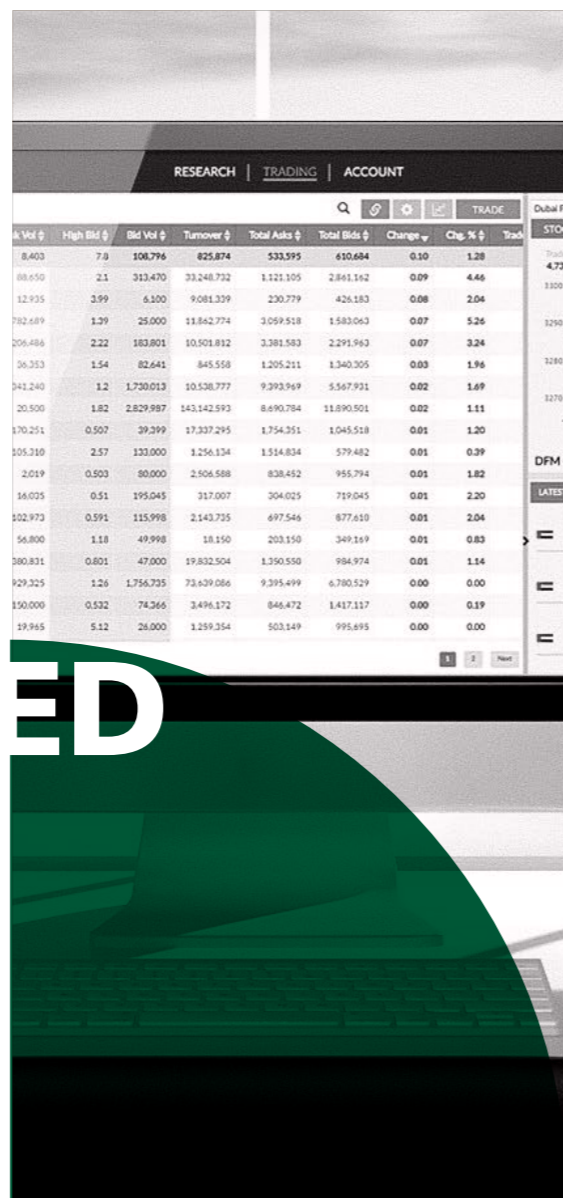 RESEARCH | TRADING | ACCOUNT
TRADE
Dubai F
k Vol High Bid Bid Vol Turnover Total Asks Total Bids Change Chg. % Trad
STOC
8,403 7.8 108,796 825,874 533,595 610,684 0.10 1.28
88,650 2.1 313,470 33,248,732 1,121,105 2,861,162 0.09 4.46
4,73
12,935 3.99 6,100 9,081,339 230,779 426,183 0.08 2.04
3300
782,689 1.39 25,000 11,862,774 3,059,518 1,583,063 0.07 5.26
206,486 2.22 183,801 10,501,812 3,381,583 2,291,963 0.07 3.24
3290
36,353 1.54 82,641 845,558 1,205,211 1,340,305 0.03 1.96
3280
341,240 1.2 1,730,013 10,538,777 9,393,969 5,567,931 0.02 1.69
20,500 1.82 2,829,987 143,142,593 8,690,784 11,890,501 0.02 1.11
3270
170,251 0.507 39,399 17,337,295 1,754,351 1,045,518 0.01 1.20
105,310 2.57 133,000 1,256,134 1,514,834 579,482 0.01 0.39
DFM
2,019 0.503 80,000 2,506,588 838,452 955,794 0.01 1.82
LATEST
16,035 0.51 195,045 317,007 304,025 719,045 0.01 2.20
102,973 0.591 115,998 2,143,735 697,546 877,610 0.01 2.04
56,800 1.18 49,998 18,150 203,150 349,169 0.01 0.83
380,831 0.801 47,000 19,832,504 1,350,550 984,974 0.01 1.14
929,325 1.26 1,756,735 73,639,086 9,395,499 6,780,529 0.00 0.00
150,000 0.532 74,366 3,496,172 846,472 1,417,117 0.00 0.19
19,965 5.12 26,000 1,259,354 503,149 995,695 0.00 0.00
1 2 Next
ED